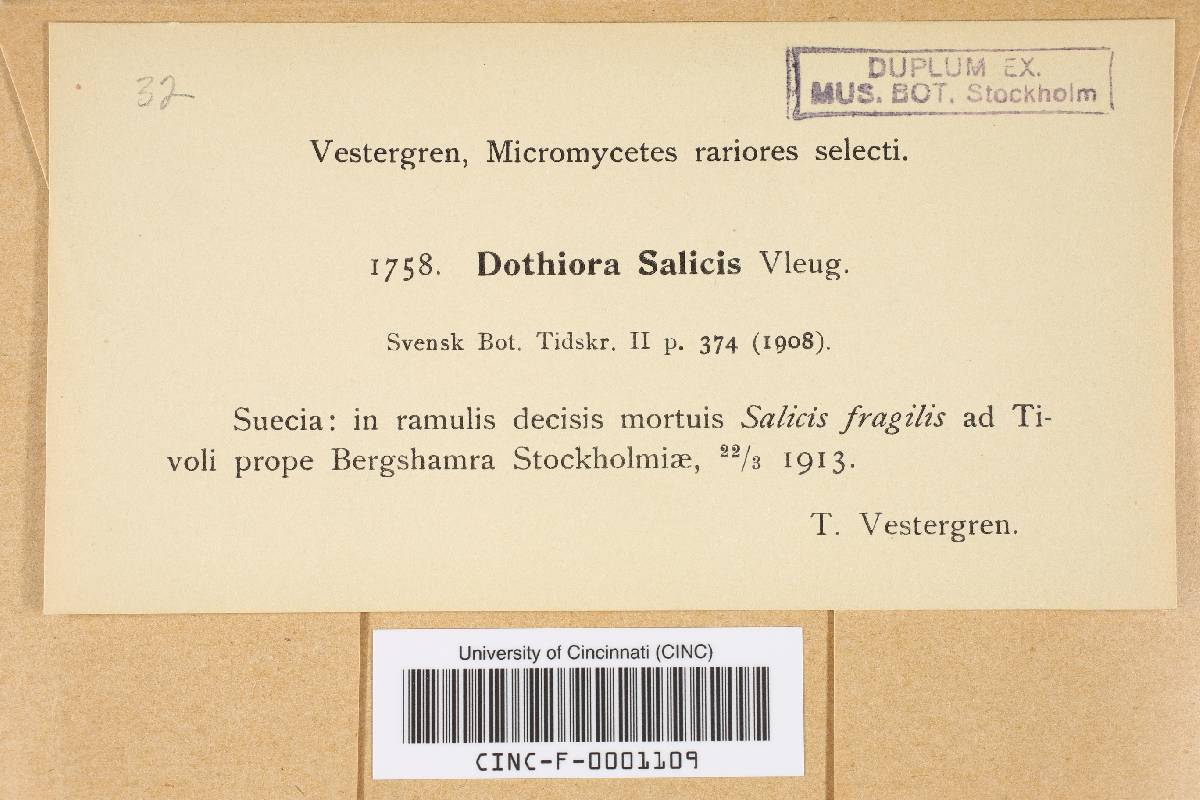 32
DUPLUM EX.
MUS. BOT. Stockholm
Vestergren, Micromycetes rariores selecti.
1758. Dothiora Salicis Vleug.
Svensk Bot. Tidskr. II p. 374 (1908).
Suecia: in ramulis decisis mortuis Salicis fragilis ad Ti-
voli prope Bergshamra Stockholmiæ, 22/3 1913.
T. Vestergren.
University of Cincinnati (CINC)
CINC-F-0001109